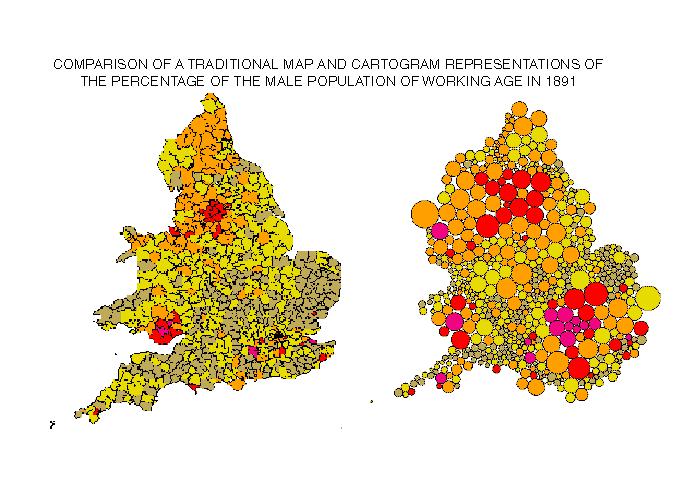 COMPARISON OF A TRADITIONAL MAP AND CARTOGRAM REPRESENTATIONS OF
THE PERCENTAGE OF THE MALE POPULATION OF WORKING AGE IN 1891